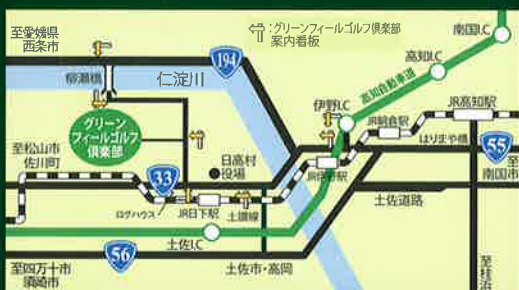 至愛媛県
西条市
:グリーンフィールゴルフ倶楽部
案内看板
南国I.C
194
高知I.C
柳瀬橋
仁淀川
高知自動車道
伊野I.C
JR高知駅
グリーン
フィールゴルフ
倶楽部
JR朝倉駅
はりまや橋
55
至松山市
佐川町
日高村
役場
JR伊野駅
至
南国市
33
ログハウス
JR日下駅
土讃線
土佐道路
土佐I.C
56
至四万十市
須崎市
土佐市・高岡
至桂浜